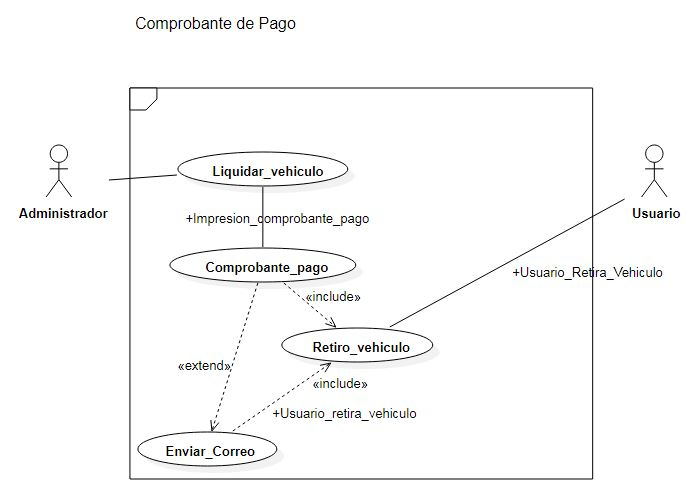 Comprobante de Pago
Liquidar_vehiculo
Administrador
Usuario
+Impresion_comprobante_pago
Comprobante_pago
+Usuario_Retira_Vehiculo
«include»
Retiro_vehiculo
«extend»
«include»
+Usuario_retira_vehiculo
Enviar_Correo